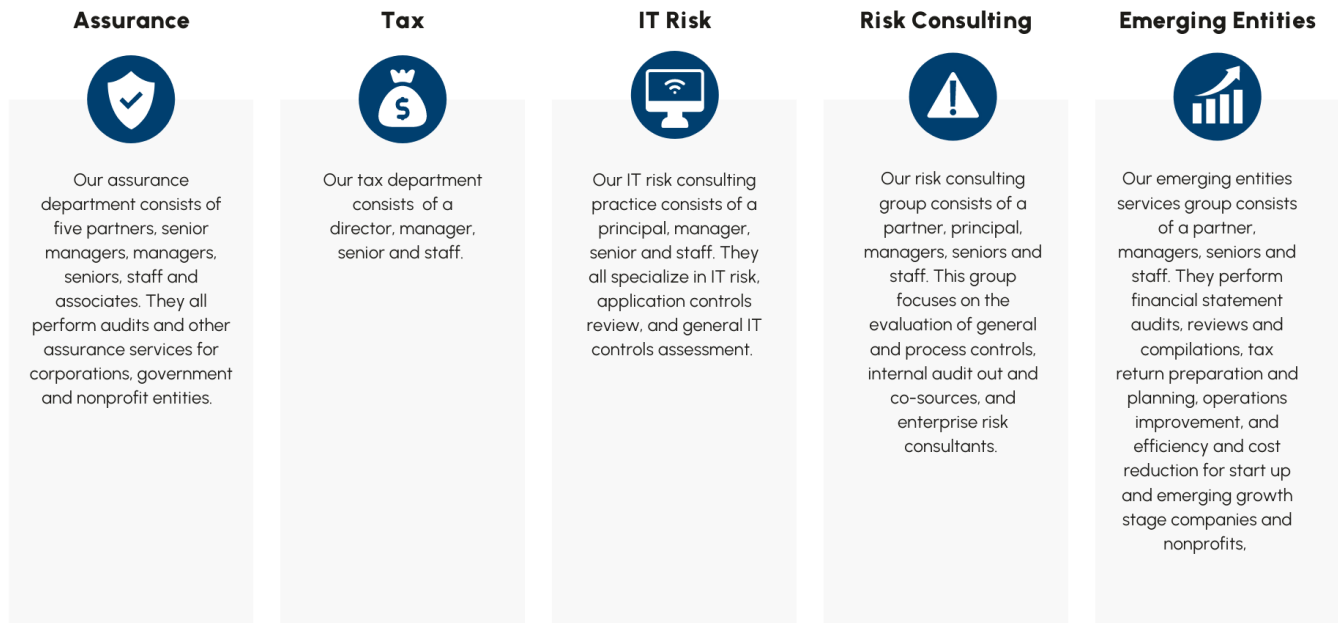 Assurance
Our assurance
department consists of
five partners, senior
managers, managers,
seniors, staff and
associates. They all
perform audits and other
assurance services for
corporations, government
and nonprofit entities.
Tax
$
Our tax department
consists  of a
director, manager,
senior and staff.
IT Risk
Our IT risk consulting
practice consists of a
principal, manager,
senior and staff. They
all specialize in IT risk,
application controls
review, and general IT
controls assessment.
Risk Consulting
Our risk consulting
group consists of a
partner, principal,
managers, seniors and
staff. This group
focuses on the
evaluation of general
and process controls,
internal audit out and
co-sources, and
enterprise risk
consultants.
Emerging Entities
Our emerging entities
services group consists
of a partner,
managers, seniors and
staff. They perform
financial statement
audits, reviews and
compilations, tax
return preparation and
planning, operations
improvement, and
efficiency and cost
reduction for start up
and emerging growth
stage companies and
nonprofits,